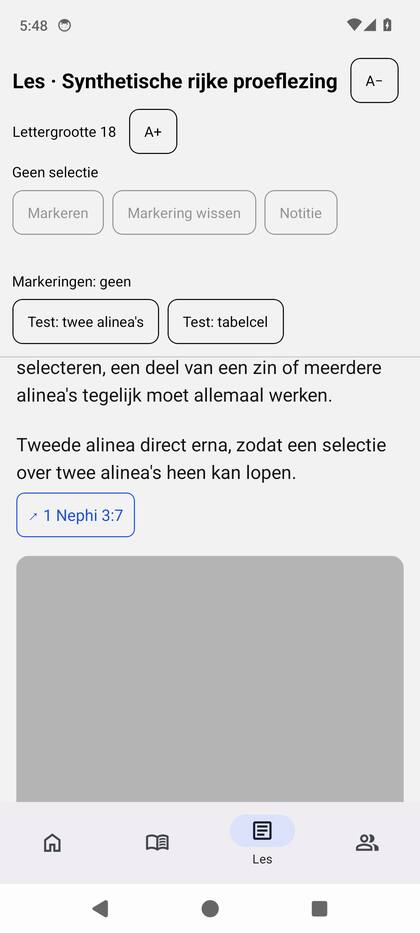 5:48
Les · Synthetische rijke proeflezing
A−
Lettergrootte 18
A+
Geen selectie
Markeren
Markering wissen
Notitie
Markeringen: geen
Test: twee alinea's
Test: tabelcel
selecteren, een deel van een zin of meerdere
alinea's tegelijk moet allemaal werken.
Tweede alinea direct erna, zodat een selectie
over twee alinea's heen kan lopen.
↗ 1 Nephi 3:7
Les